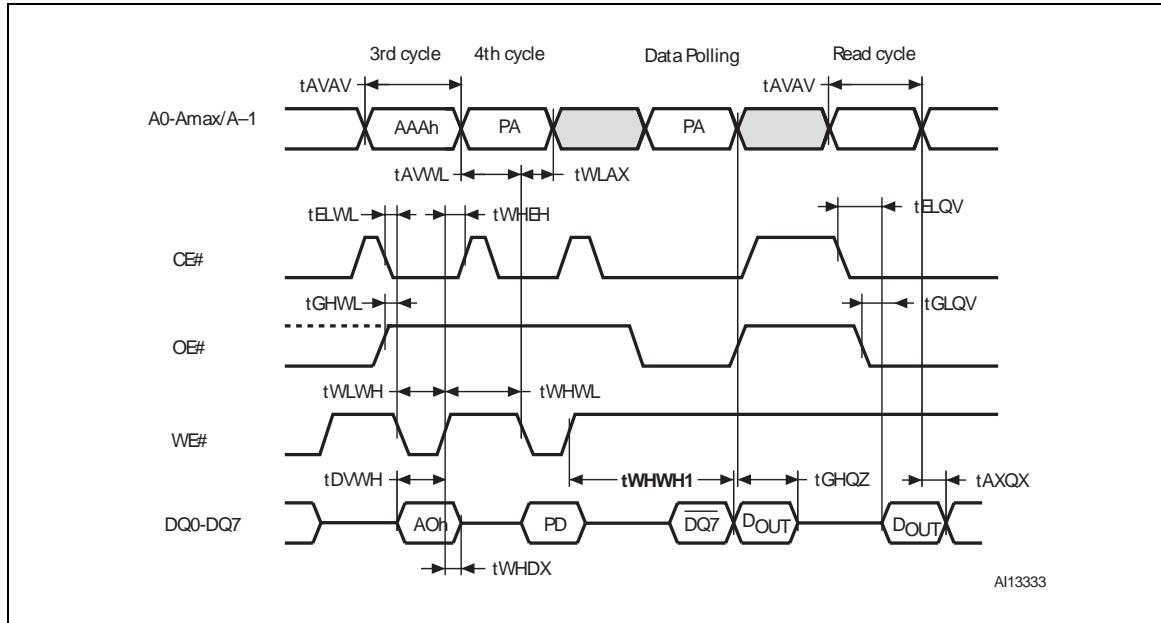 3rd cycle 4th cycle Data Polling Read cycle
tAVAV tAVAV
A0-Amax/A–1 AAAh PA PA
tAVWL tWLAX
tELWL tWHEH tELQV
CE#
tGHWL tGLQV
OE#
tWLWH tWHWL
WE#
tDVWH tWHWH1 tGHQZ tAXQX
DQ0-DQ7 AOh PD DQ7 DOUT DOUT
tWHDX
AI13333